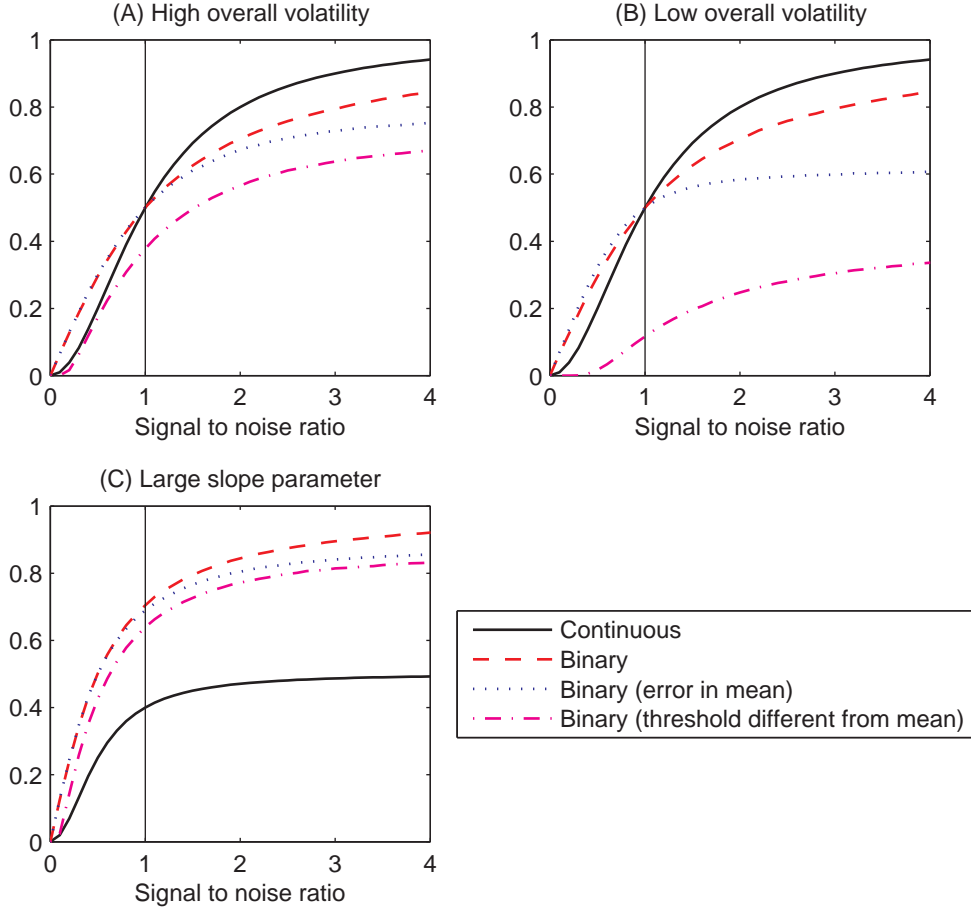 (A) High overall volatility
1
0.8
0.6
0.4
0.2
0
0 1 2 3 4
Signal to noise ratio
(B) Low overall volatility
1
0.8
0.6
0.4
0.2
0
0 1 2 3 4
Signal to noise ratio
(C) Large slope parameter
1
0.8
0.6
0.4
0.2
0
0 1 2 3 4
Signal to noise ratio
Continuous
Binary
Binary (error in mean)
Binary (threshold different from mean)